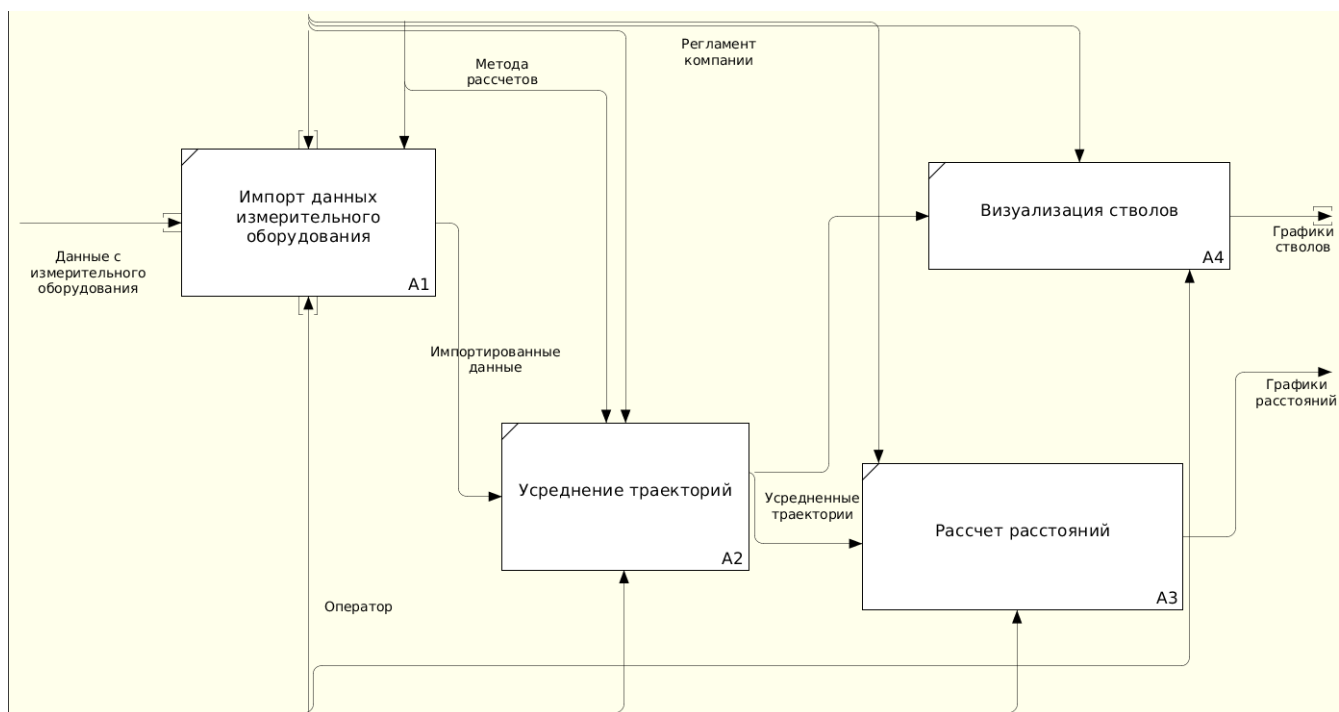 Регламент
компании
Метода
рассчетов
Импорт данных
измерительного
оборудования
A1
Данные с
измерительного
оборудования
Визуализация стволов
A4
Графики
стволов
Импортированные
данные
Графики
расстояний
Усреднение траекторий
A2
Усредненные
траектории
Рассчет расстояний
A3
Оператор